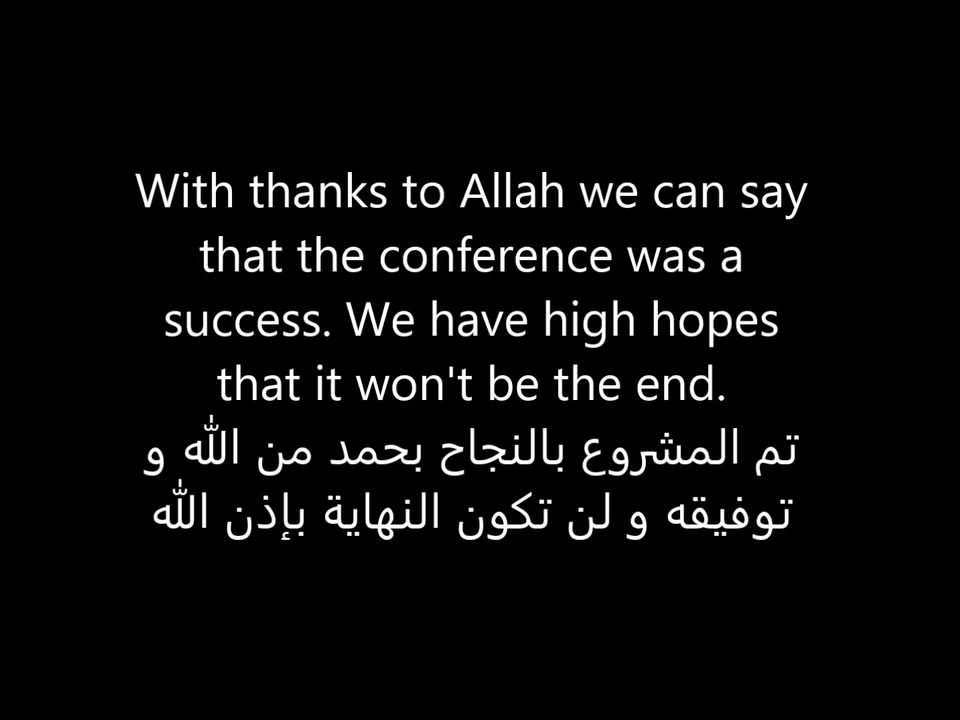 With thanks to Allah we can say
that the conference was a
success. We have high hopes
that it won't be the end.
تم المشروع بالنجاح بحمد من الله و
توفيقه و لن تكون النهاية بإذن الله